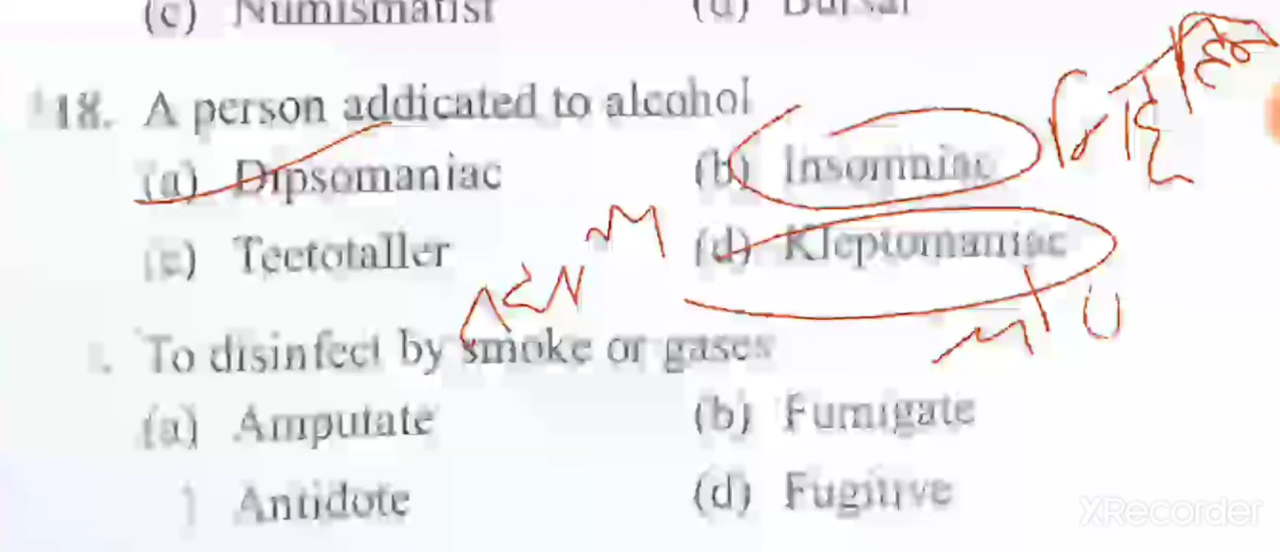 (c) Numismatist
118. A person addicated to alcohol
(a) Dipsomaniac (b) Insomniac
(c) Teetotaller (d) Kleptomaniac
. To disinfect by smoke or gases
(a) Amputate (b) Fumigate
) Antidote (d) Fugitive
XRecorder